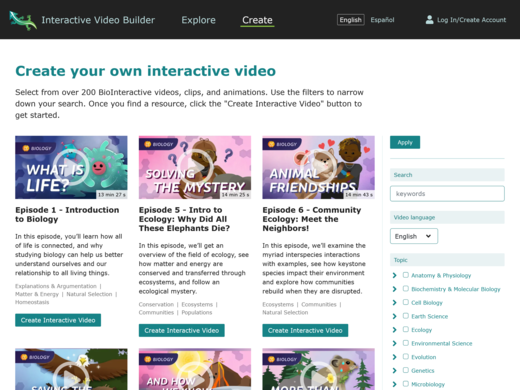 Interactive Video Builder
Explore
Create
English
Español
Log In/Create Account
Create your own interactive video
Select from over 200 BioInteractive videos, clips, and animations. Use the filters to narrow
down your search. Once you find a resource, click the "Create Interactive Video" button to
get started.
BIOLOGY
WHAT IS
LIFE?
13 min 27 s
Episode 1 - Introduction
to Biology
In this episode, you'll learn how all
of life is connected, and why
studying biology can help us better
understand ourselves and our
relationship to all living things.
Explanations & Argumentation |
Matter & Energy | Natural Selection |
Homeostasis
Create Interactive Video
BIOLOGY
SOLVING
THE MYSTERY
14 min 25 s
Episode 5 - Intro to
Ecology: Why Did All
These Elephants Die?
In this episode, we'll get an
overview of the field of ecology, see
how matter and energy are
conserved and transferred through
ecosystems, and follow an
ecological mystery.
Conservation | Ecosystems |
Communities | Populations
Create Interactive Video
BIOLOGY
ANIMAL
FRIENDSHIPS
14 min 43 s
Episode 6 - Community
Ecology: Meet the
Neighbors!
In this episode, we'll examine the
myriad interspecies interactions
with examples, see how keystone
species impact their environment
and explore how communities
rebuild when they are disrupted.
Ecosystems | Communities |
Natural Selection
Create Interactive Video
BIOLOGY
SAVING THE
BIOLOGY
AND HOW
BIOLOGY
MORE THAN
Apply
Search
keywords
Video language
English
Topic
Anatomy & Physiology
Biochemistry & Molecular Biology
Cell Biology
Earth Science
Ecology
Environmental Science
Evolution
Genetics
Microbiology